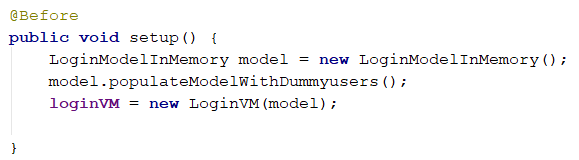 @Before
public void setup() {
    LoginModelInMemory model = new LoginModelInMemory();
    model.populateModelWithDummyusers();
    loginVM = new LoginVM(model);
}